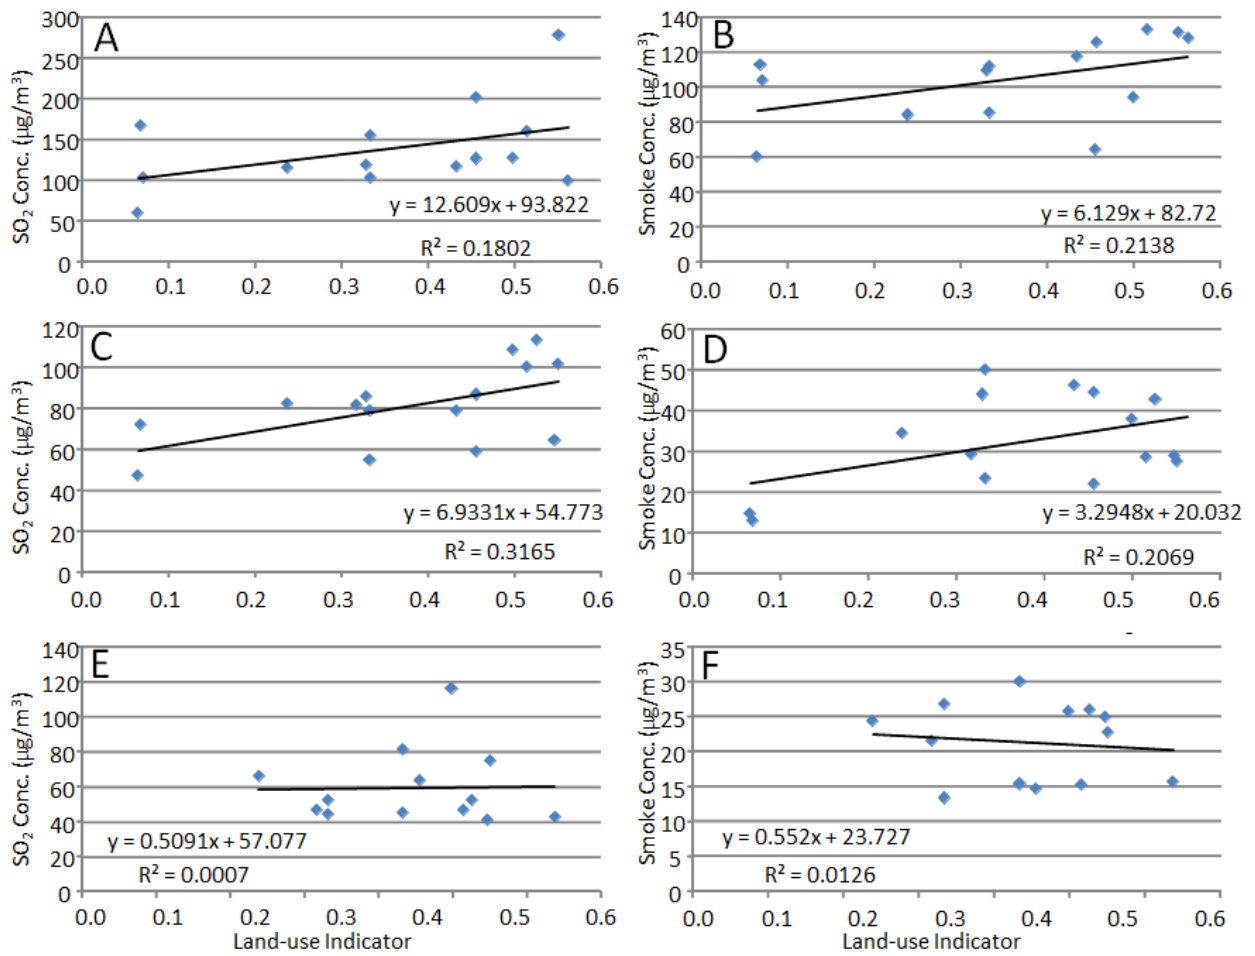 A
SO2 Conc. (µg/m3)
300
250
200
150
100
50
0
y = 12.609x + 93.822
R2 = 0.1802
0.0 0.1 0.2 0.3 0.4 0.5 0.6
B
Smoke Conc. (µg/m3)
140
120
100
80
60
40
20
0
y = 6.129x + 82.72
R2 = 0.2138
0.0 0.1 0.2 0.3 0.4 0.5 0.6
C
SO2 Conc. (µg/m3)
120
100
80
60
40
20
0
y = 6.9331x + 54.773
R2 = 0.3165
0.0 0.1 0.2 0.3 0.4 0.5 0.6
D
Smoke Conc. (µg/m3)
60
50
40
30
20
10
0
y = 3.2948x + 20.032
R2 = 0.2069
0.0 0.1 0.2 0.3 0.4 0.5 0.6
E
SO2 Conc. (µg/m3)
140
120
100
80
60
40
20
0
y = 0.5091x + 57.077
R2 = 0.0007
0.0 0.1 0.2 0.3 0.4 0.5 0.6
Land-use Indicator
F
Smoke Conc. (µg/m3)
35
30
25
20
15
10
5
0
y = 0.552x + 23.727
R2 = 0.0126
0.0 0.1 0.2 0.3 0.4 0.5 0.6
Land-use Indicator